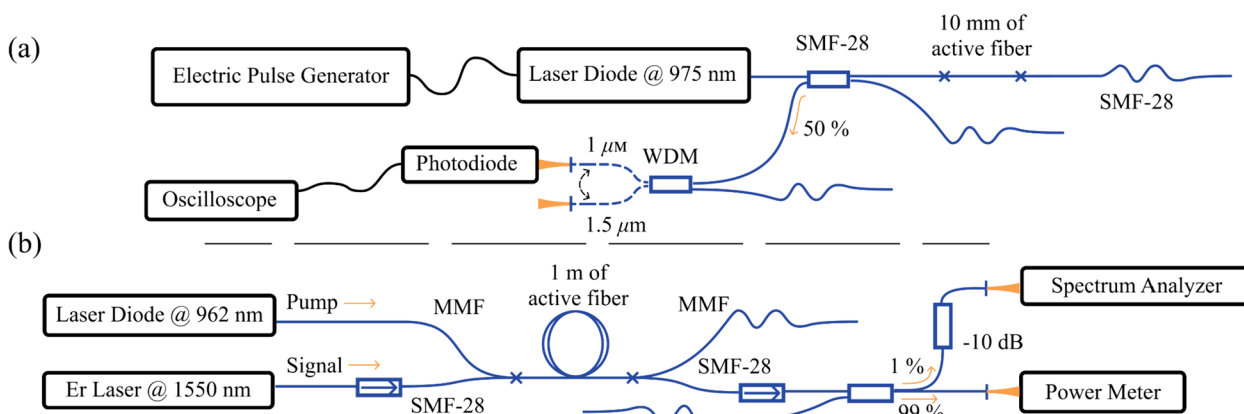 (a)
Electric Pulse Generator
Laser Diode @ 975 nm
SMF-28
10 mm of
active fiber
SMF-28
50 %
Oscilloscope
Photodiode
1 μм
WDM
1.5 μm
(b)
Laser Diode @ 962 nm
Pump
MMF
1 m of
active fiber
MMF
Spectrum Analyzer
-10 dB
Er Laser @ 1550 nm
Signal
SMF-28
SMF-28
1 %
99 %
Power Meter